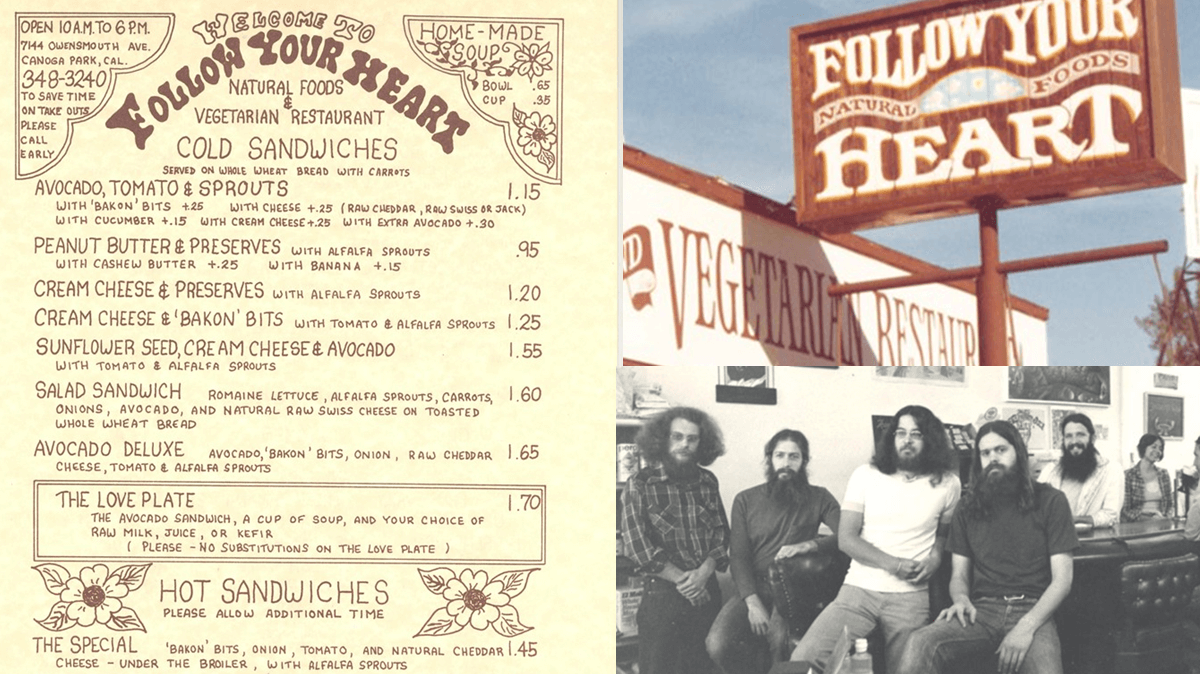 OPEN 10 A.M. TO 6 P.M.
7144 OWENSMOUTH AVE.
CANOGA PARK, CAL.
348-3240
TO SAVE TIME
ON TAKE OUTS
PLEASE
CALL
EARLY
WELCOME TO
FOLLOW YOUR HEART
NATURAL FOODS
&
VEGETARIAN RESTAURANT
HOME-MADE
SOUP
BOWL .65
CUP .35
COLD SANDWICHES
SERVED ON WHOLE WHEAT BREAD WITH CARROTS
AVOCADO, TOMATO & SPROUTS 1.15
WITH 'BAKON' BITS +.25 WITH CHEESE +.25 (RAW CHEDDAR, RAW SWISS OR JACK)
WITH CUCUMBER +.15 WITH CREAM CHEESE +.25 WITH EXTRA AVOCADO +.30
PEANUT BUTTER & PRESERVES WITH ALFALFA SPROUTS .95
WITH CASHEW BUTTER +.25 WITH BANANA +.15
CREAM CHEESE & PRESERVES WITH ALFALFA SPROUTS 1.20
CREAM CHEESE & 'BAKON' BITS WITH TOMATO & ALFALFA SPROUTS 1.25
SUNFLOWER SEED, CREAM CHEESE & AVOCADO 1.55
WITH TOMATO & ALFALFA SPROUTS
SALAD SANDWICH ROMAINE LETTUCE, ALFALFA SPROUTS, CARROTS, 1.60
ONIONS, AVOCADO, AND NATURAL RAW SWISS CHEESE ON TOASTED
WHOLE WHEAT BREAD
AVOCADO DELUXE AVOCADO, 'BAKON' BITS, ONION, RAW CHEDDAR 1.65
CHEESE, TOMATO & ALFALFA SPROUTS
THE LOVE PLATE 1.70
THE AVOCADO SANDWICH, A CUP OF SOUP, AND YOUR CHOICE OF
RAW MILK, JUICE, OR KEFIR
( PLEASE - NO SUBSTITUTIONS ON THE LOVE PLATE )
HOT SANDWICHES
PLEASE ALLOW ADDITIONAL TIME
THE SPECIAL 'BAKON' BITS, ONION, TOMATO, AND NATURAL CHEDDAR 1.45
CHEESE - UNDER THE BROILER, WITH ALFALFA SPROUTS
FOLLOW YOUR
NATURAL FOODS
HEART
VEGETARIAN RESTAURA